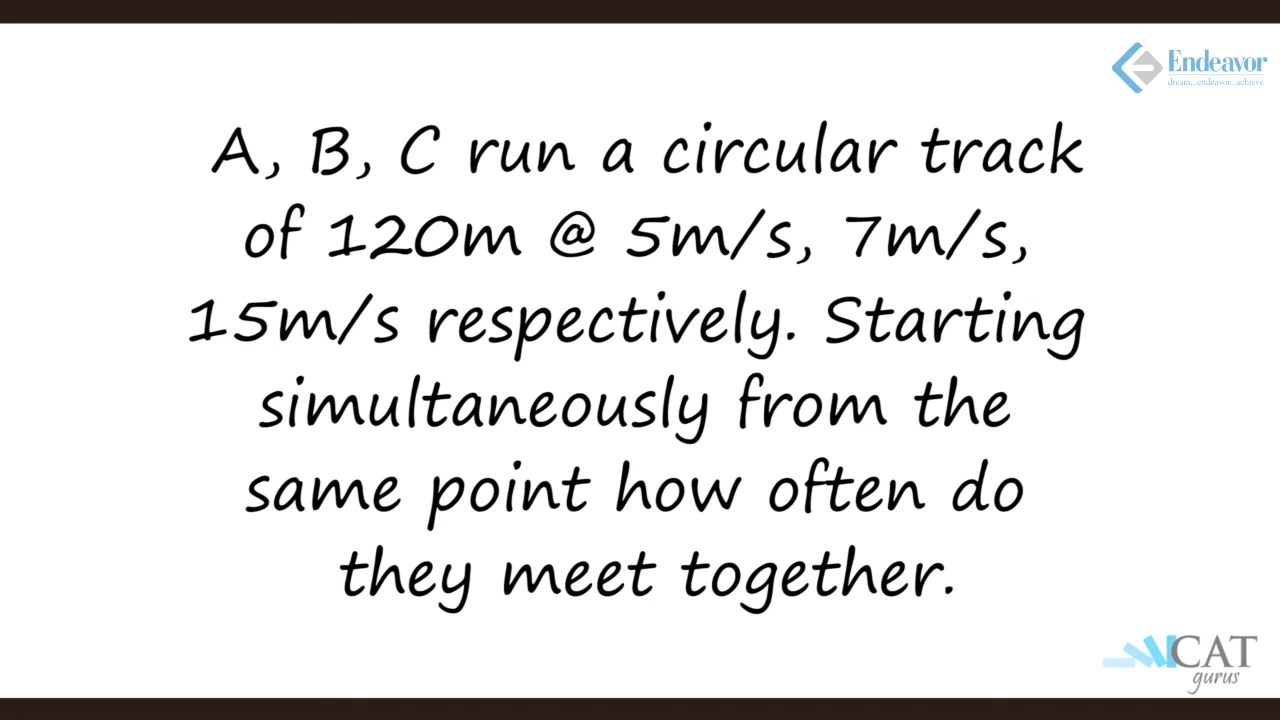 Endeavor
dream...endeavor...achieve
A, B, C run a circular track
of 120m @ 5m/s, 7m/s,
15m/s respectively. Starting
simultaneously from the
same point how often do
they meet together.
CAT
gurus